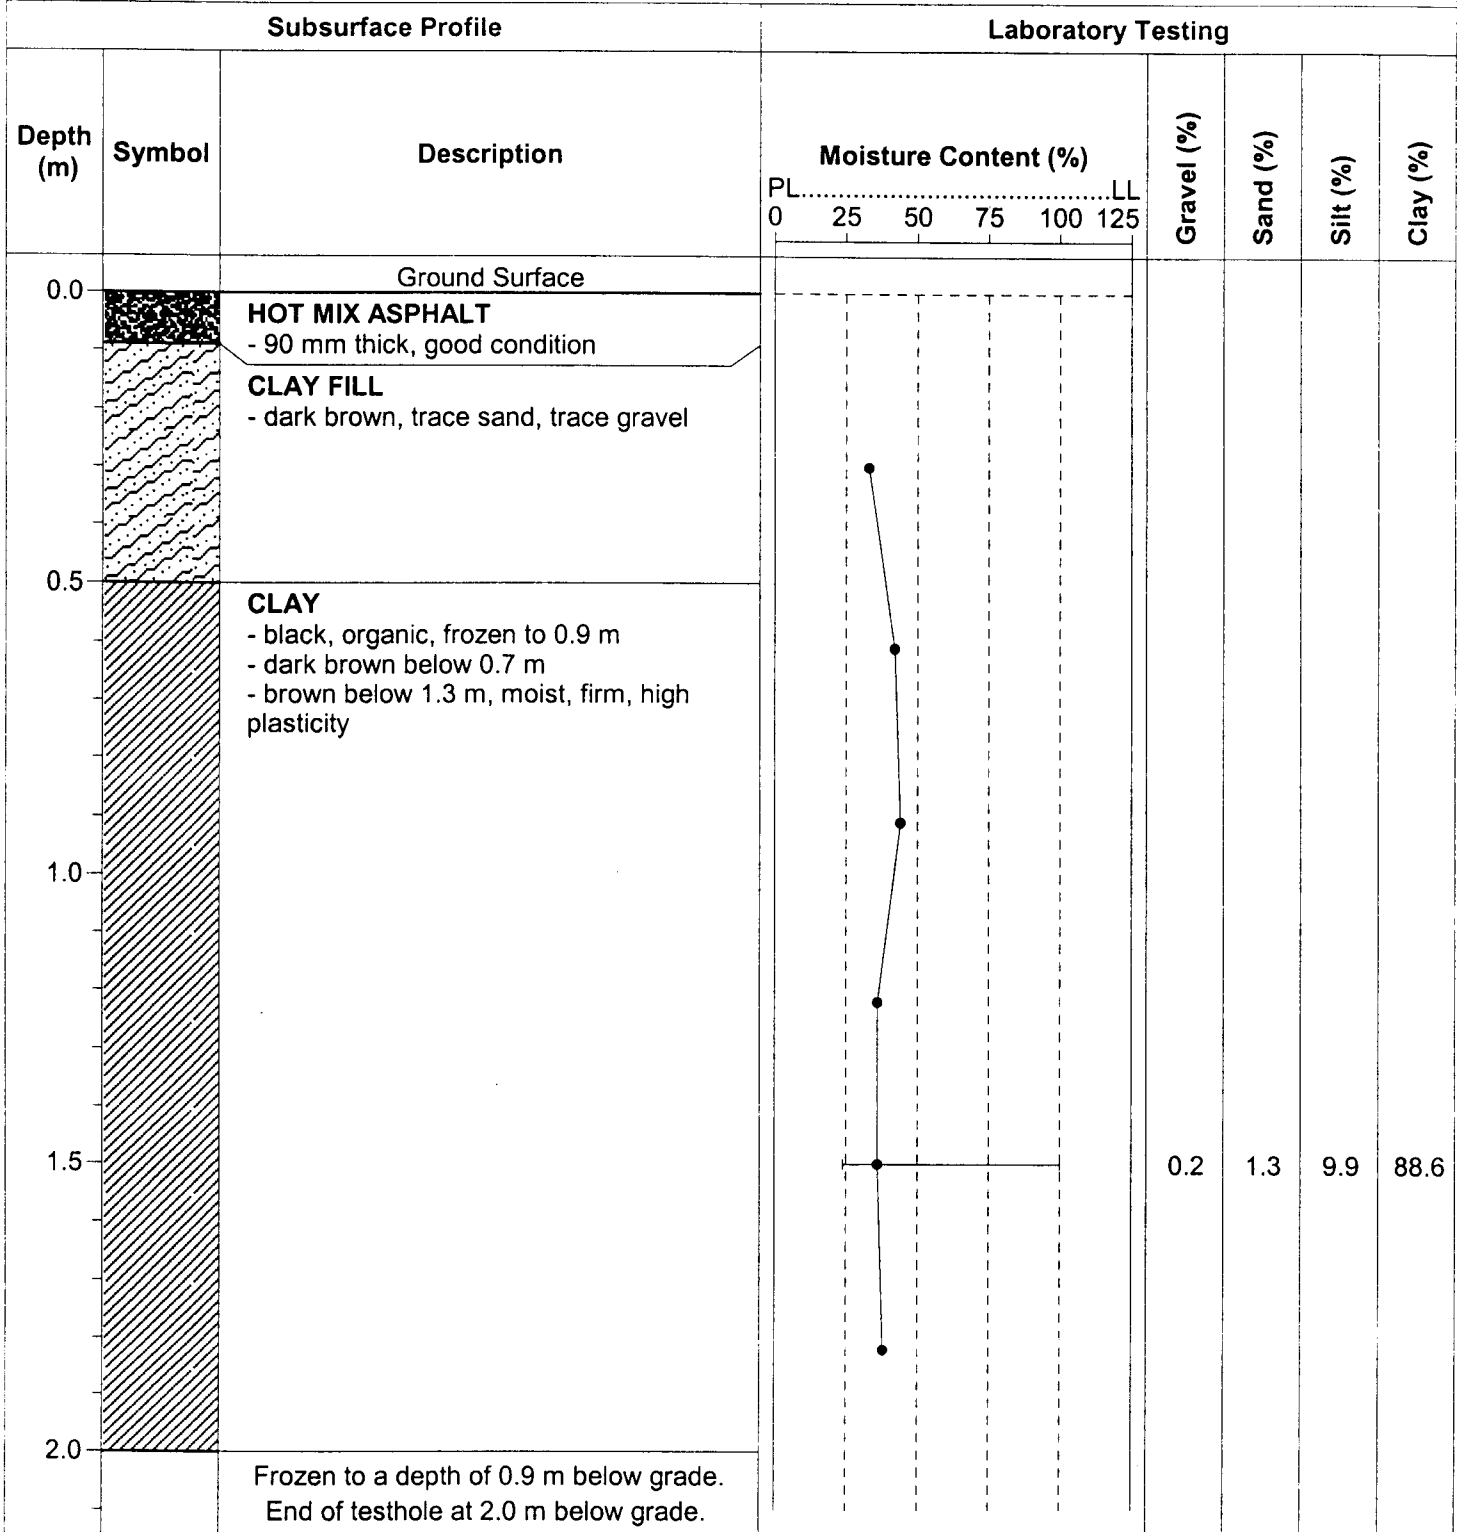 Subsurface Profile
Laboratory Testing
Depth (m)
Symbol
Description
Moisture Content (%)
PL..........................................LL
0 25 50 75 100 125
Gravel (%)
Sand (%)
Silt (%)
Clay (%)
Ground Surface
0.0
HOT MIX ASPHALT
- 90 mm thick, good condition
CLAY FILL
- dark brown, trace sand, trace gravel
0.5
CLAY
- black, organic, frozen to 0.9 m
- dark brown below 0.7 m
- brown below 1.3 m, moist, firm, high
plasticity
1.0
1.5
0.2 1.3 9.9 88.6
2.0
Frozen to a depth of 0.9 m below grade.
End of testhole at 2.0 m below grade.